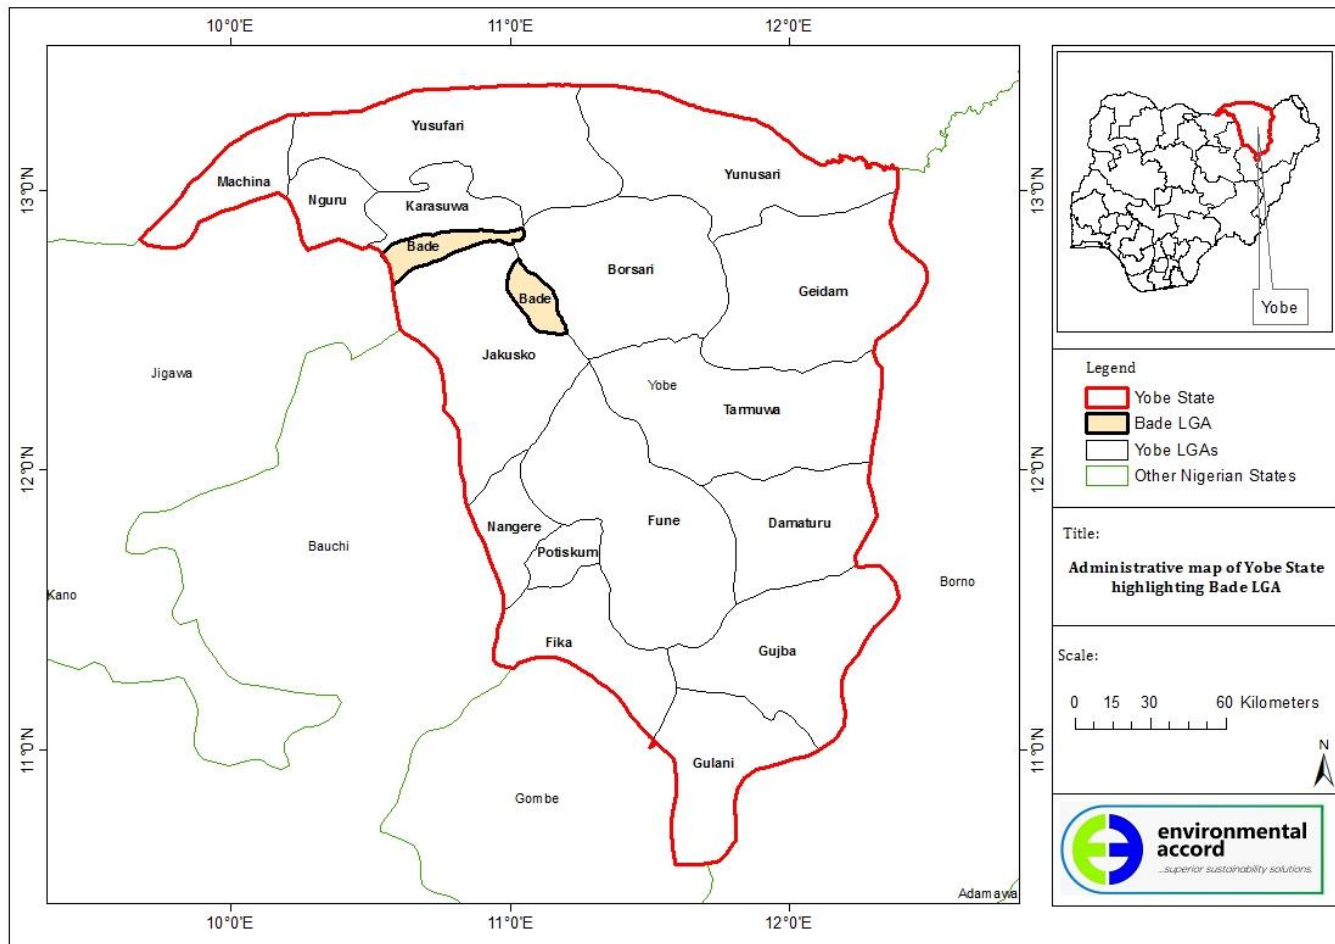 10°0'E 11°0'E 12°0'E
Yusufari
Yunusari
Machina
Nguru
Karasuwa
13°0'N 13°0'N
Bade
Borsari
Geidam
Bade
Jakusko
Jigawa
Yobe
Tarmuwa
12°0'N 12°0'N
Nangere
Fune
Damaturu
Potiskum
Bauchi
Kano
Borno
Fika
Gujba
11°0'N 11°0'N
Gulani
Gombe
Adamawa
10°0'E 11°0'E 12°0'E
Yobe
Legend
Yobe State
Bade LGA
Yobe LGAs
Other Nigerian States
Title:
Administrative map of Yobe State
highlighting Bade LGA
Scale:
0 15 30 60 Kilometers
N
environmental
accord
...superior sustainability solutions.